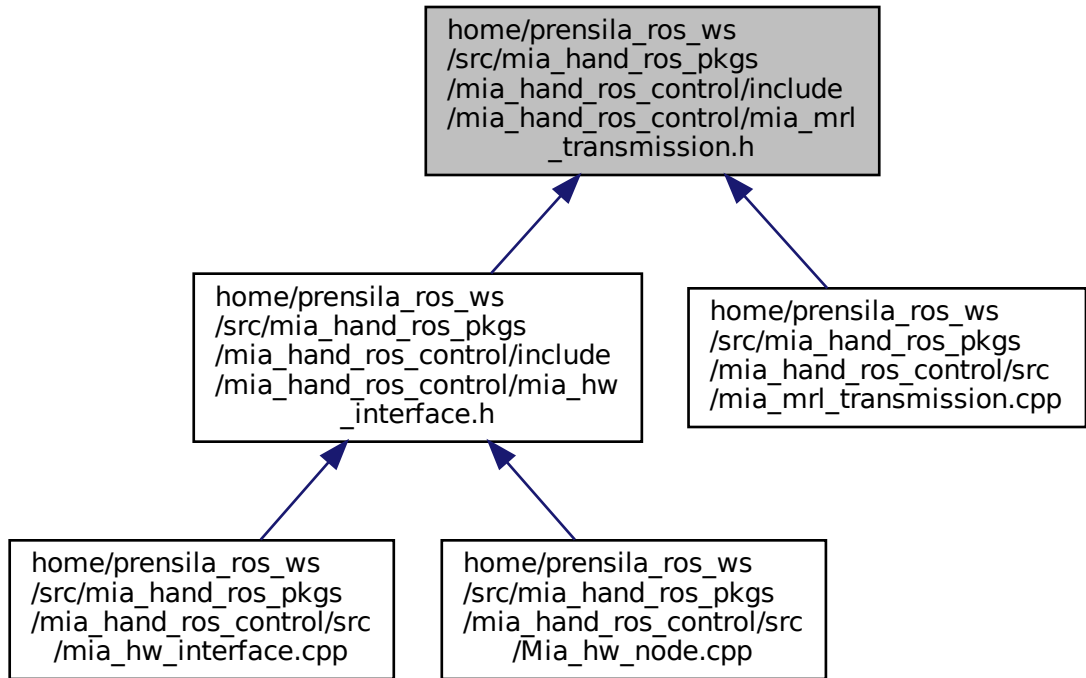 home/prensila_ros_ws
/src/mia_hand_ros_pkgs
/mia_hand_ros_control/include
/mia_hand_ros_control/mia_mrl
_transmission.h
home/prensila_ros_ws
/src/mia_hand_ros_pkgs
/mia_hand_ros_control/include
/mia_hand_ros_control/mia_hw
_interface.h
home/prensila_ros_ws
/src/mia_hand_ros_pkgs
/mia_hand_ros_control/src
/mia_mrl_transmission.cpp
home/prensila_ros_ws
/src/mia_hand_ros_pkgs
/mia_hand_ros_control/src
/mia_hw_interface.cpp
home/prensila_ros_ws
/src/mia_hand_ros_pkgs
/mia_hand_ros_control/src
/Mia_hw_node.cpp